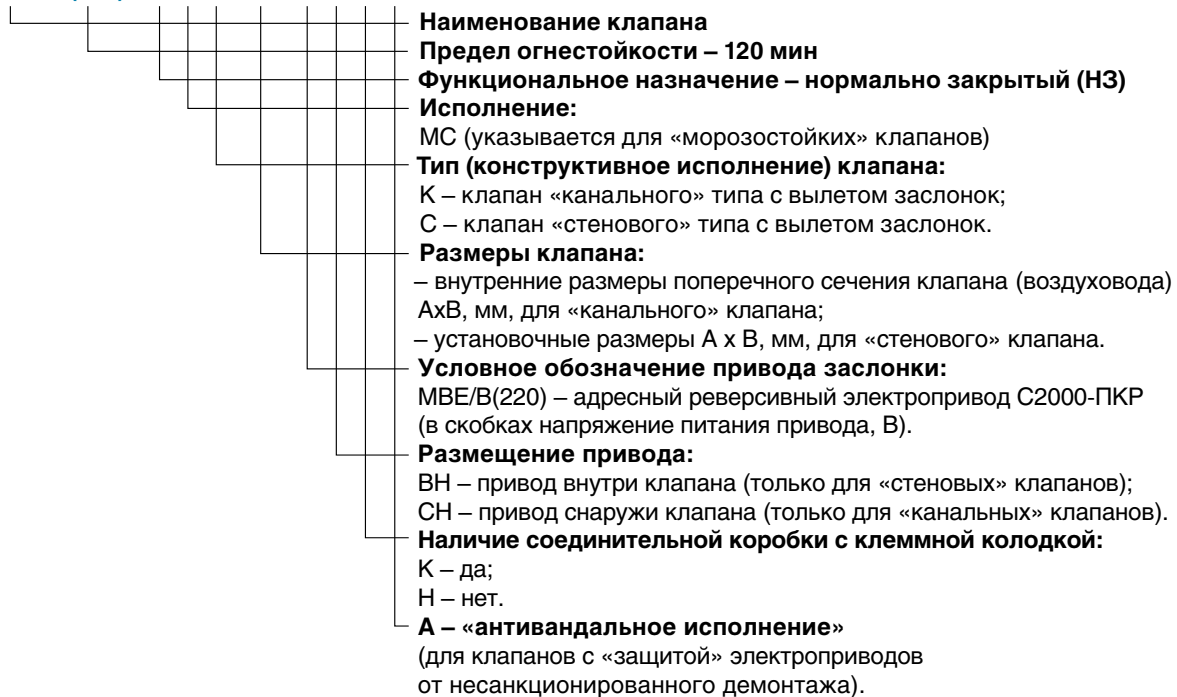 Наименование клапана
Предел огнестойкости – 120 мин
Функциональное назначение – нормально закрытый (НЗ)
Исполнение:
МС (указывается для «морозостойких» клапанов)
Тип (конструктивное исполнение) клапана:
К – клапан «канального» типа с вылетом заслонок;
С – клапан «стенового» типа с вылетом заслонок.
Размеры клапана:
– внутренние размеры поперечного сечения клапана (воздуховода)
АхВ, мм, для «канального» клапана;
– установочные размеры А х В, мм, для «стенового» клапана.
Условное обозначение привода заслонки:
МВЕ/В(220) – адресный реверсивный электропривод С2000-ПКР
(в скобках напряжение питания привода, В).
Размещение привода:
ВН – привод внутри клапана (только для «стеновых» клапанов);
СН – привод снаружи клапана (только для «канальных» клапанов).
Наличие соединительной коробки с клеммной колодкой:
К – да;
Н – нет.
А – «антивандальное исполнение»
(для клапанов с «защитой» электроприводов
от несанкционированного демонтажа).